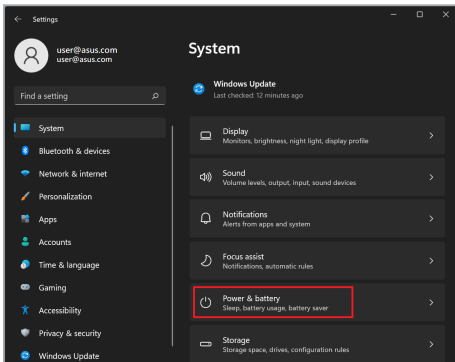 Settings
user@asus.com
user@asus.com
Find a setting
System
Bluetooth & devices
Network & internet
Personalization
Apps
Accounts
Time & language
Gaming
Accessibility
Privacy & security
Windows Update
System
Windows Update
Last checked: 12 minutes ago
Display
Monitors, brightness, night light, display profile
Sound
Volume levels, output, input, sound devices
Notifications
Alerts from apps and system
Focus assist
Notifications, automatic rules
Power & battery
Sleep, battery usage, battery saver
Storage
Storage space, drives, configuration rules